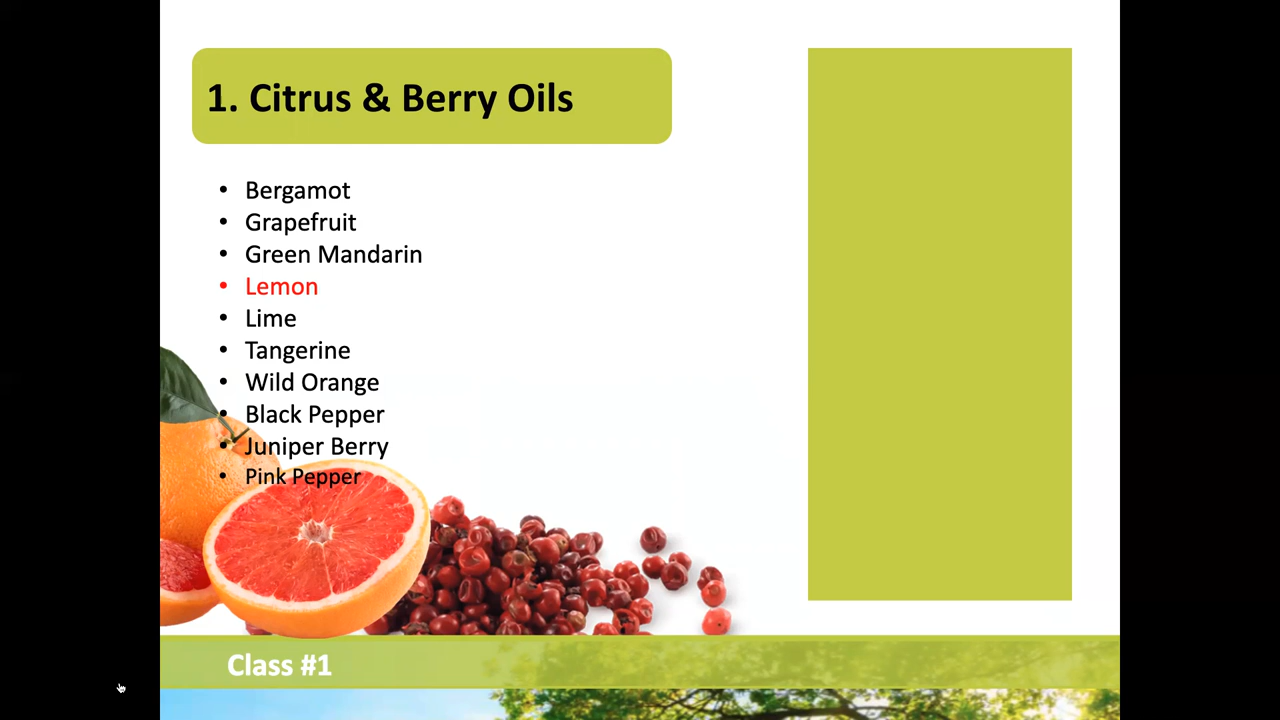 1. Citrus & Berry Oils
• Bergamot
• Grapefruit
• Green Mandarin
• Lemon
• Lime
• Tangerine
• Wild Orange
• Black Pepper
• Juniper Berry
• Pink Pepper
Class #1